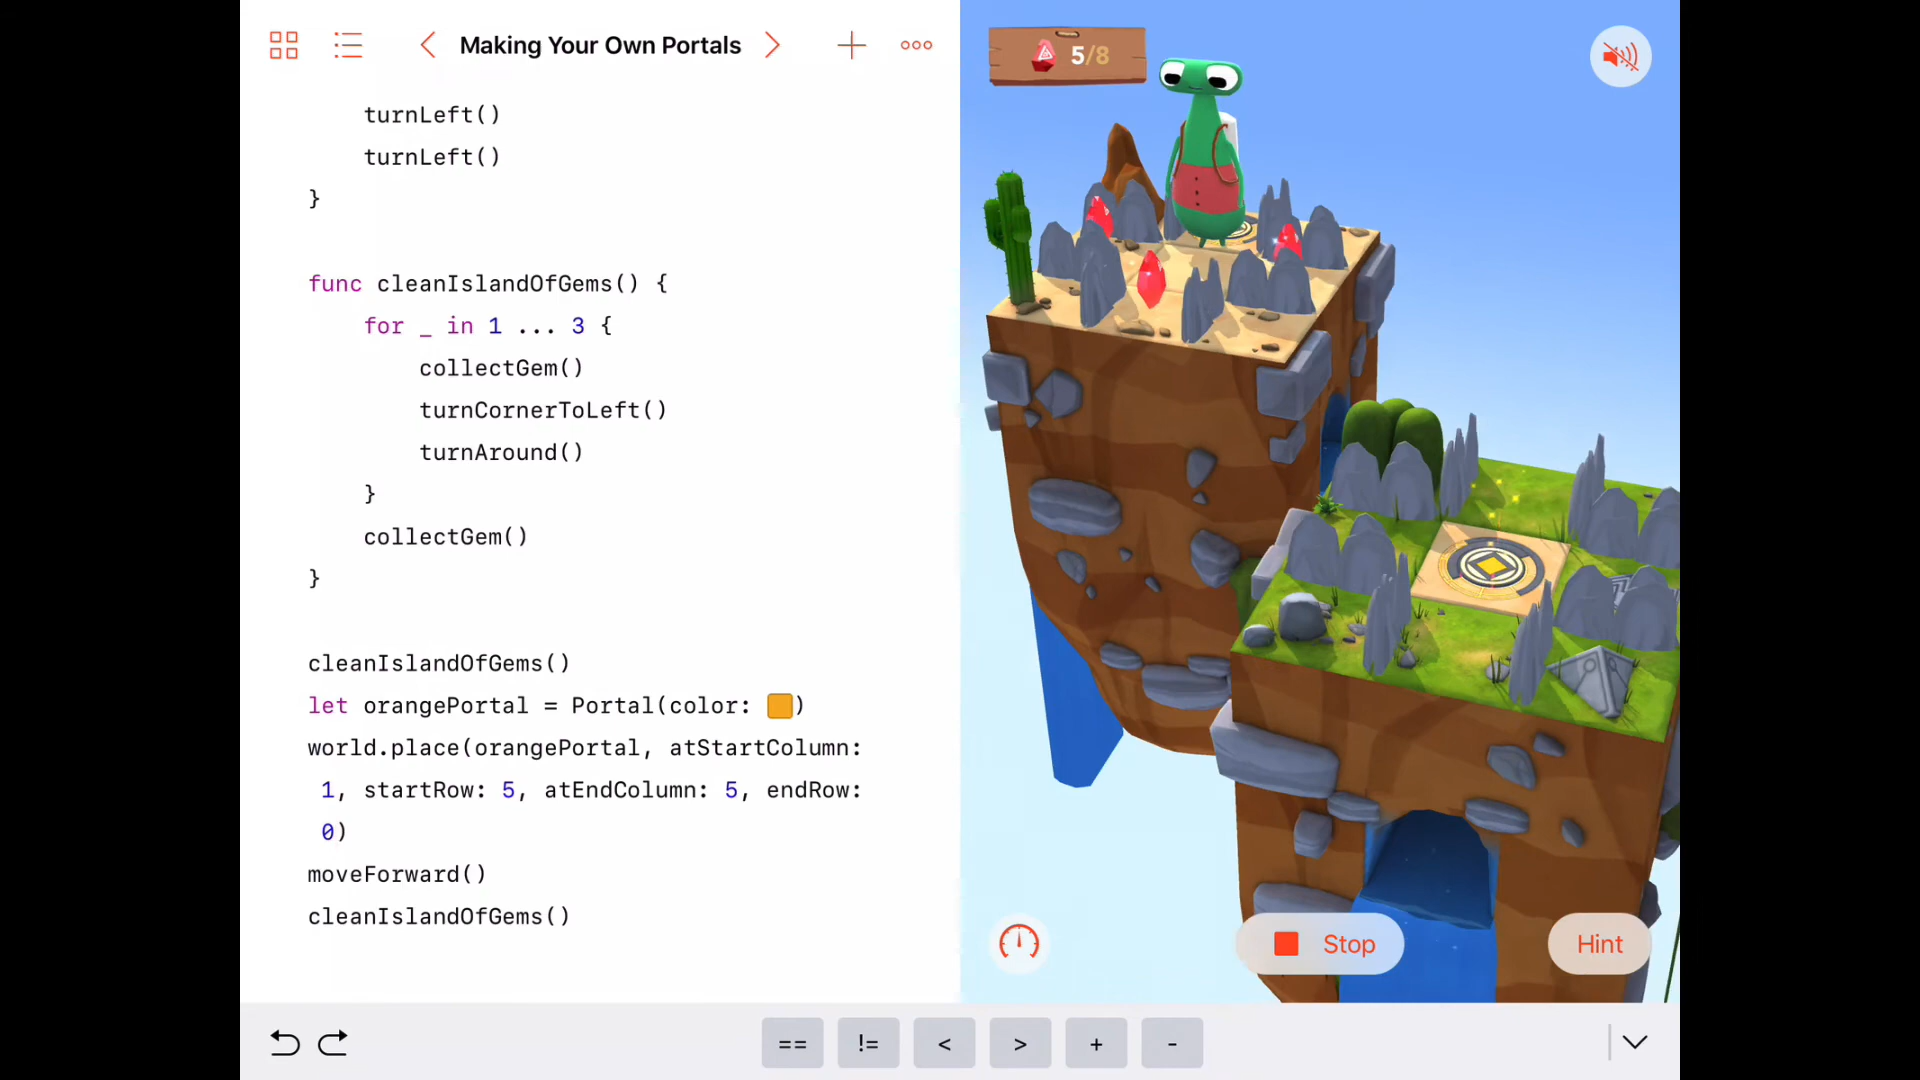 Making Your Own Portals
turnLeft()
turnLeft()
}
func cleanIslandOfGems() {
for _ in 1 ... 3 {
collectGem()
turnCornerToLeft()
turnAround()
}
collectGem()
}
cleanIslandOfGems()
let orangePortal = Portal(color: )
world.place(orangePortal, atStartColumn:
1, startRow: 5, atEndColumn: 5, endRow:
0)
moveForward()
cleanIslandOfGems()
5/8
Stop
Hint
== != < > + -